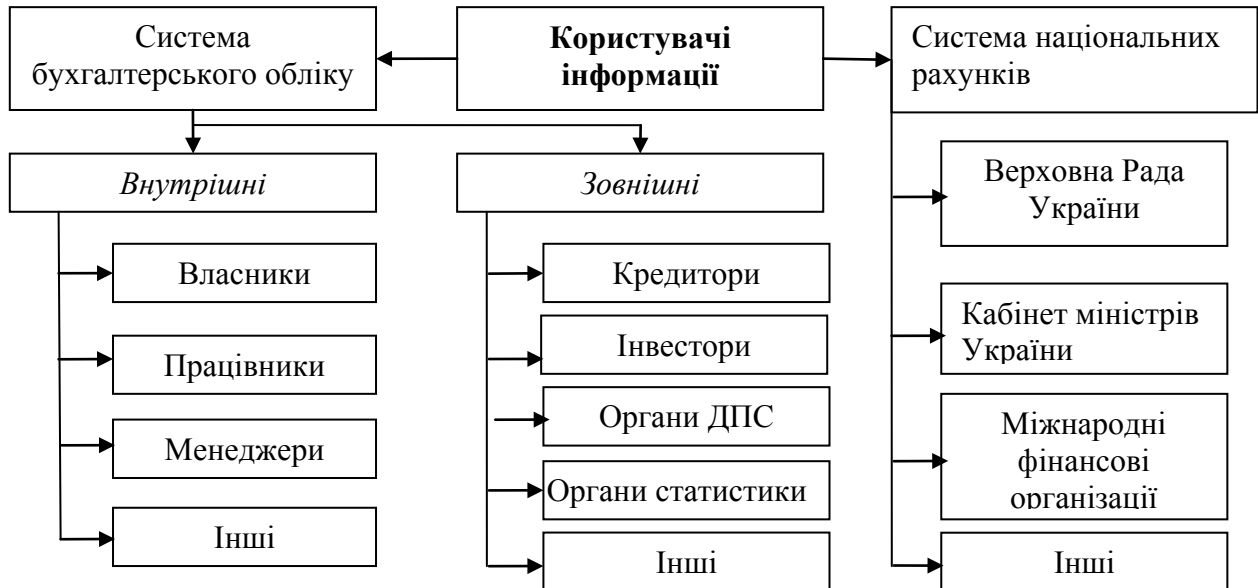 Система
бухгалтерського обліку
Користувачі
інформації
Система національних
рахунків
Внутрішні
Власники
Працівники
Менеджери
Інші
Зовнішні
Кредитори
Інвестори
Органи ДПС
Органи статистики
Інші
Верховна Рада
України
Кабінет міністрів
України
Міжнародні
фінансові
організації
Інші